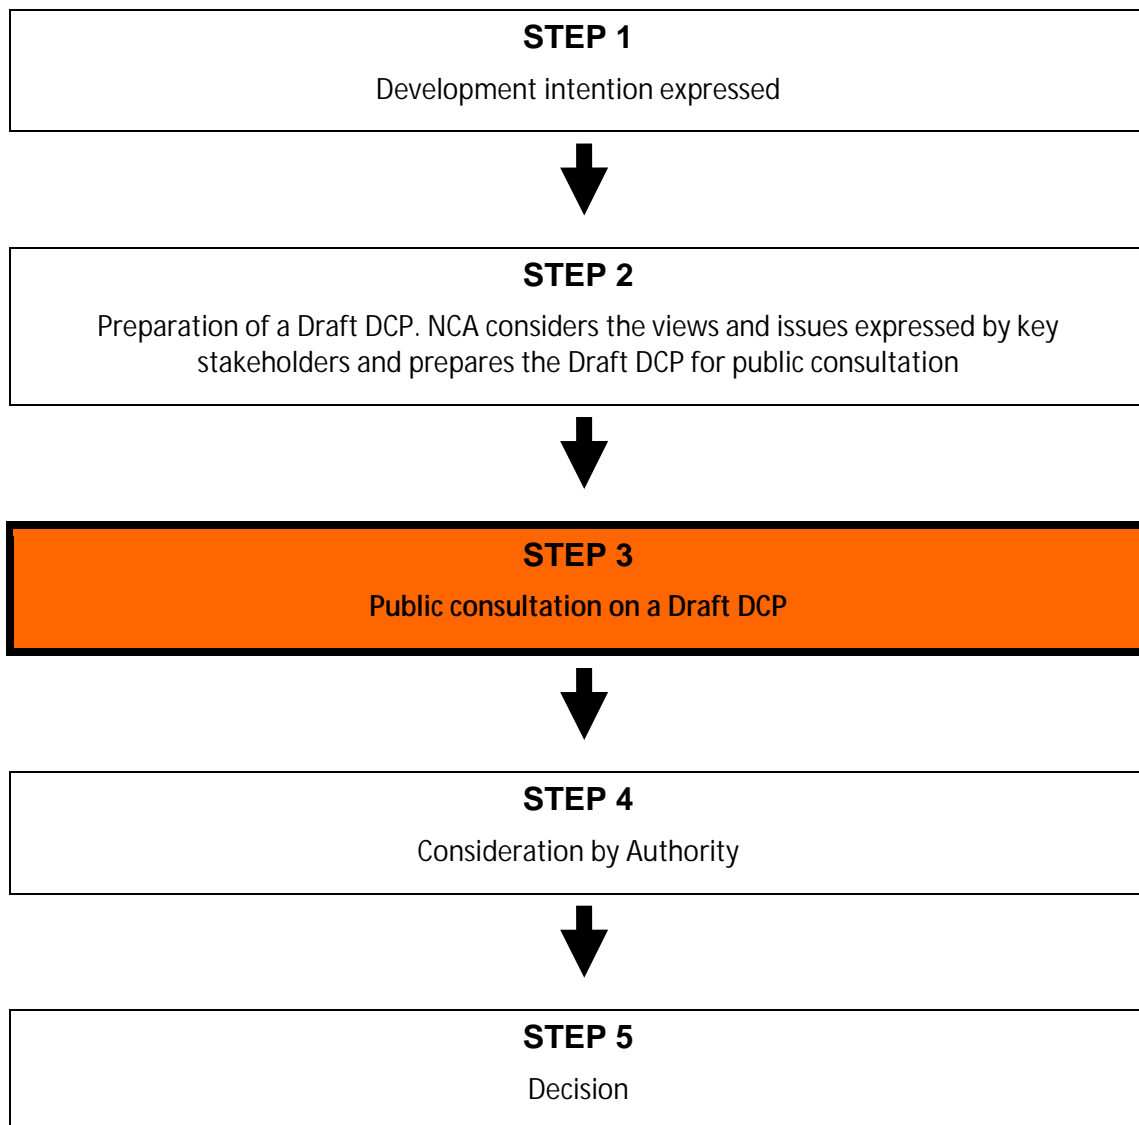 STEP 1
Development intention expressed
STEP 2
Preparation of a Draft DCP. NCA considers the views and issues expressed by key
stakeholders and prepares the Draft DCP for public consultation
STEP 3
Public consultation on a Draft DCP
STEP 4
Consideration by Authority
STEP 5
Decision